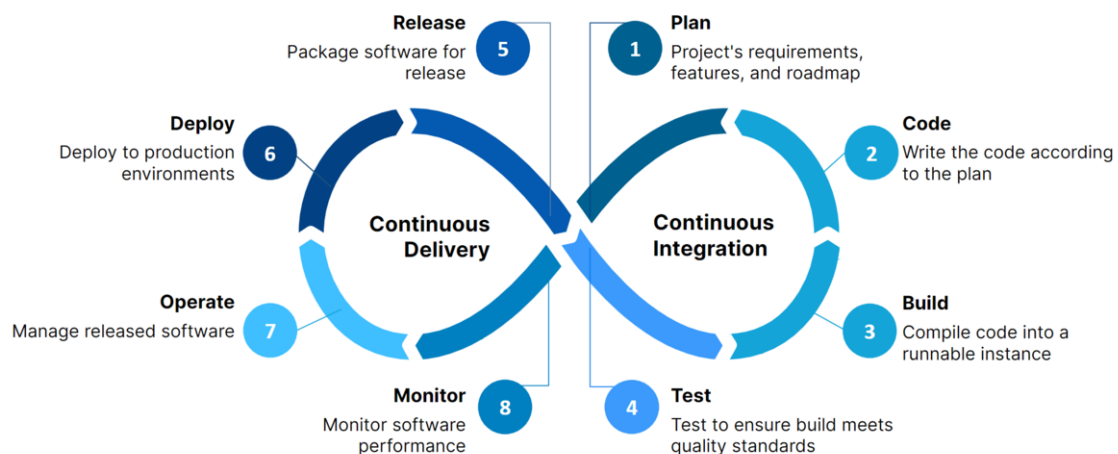 Plan
1
Project's requirements,
features, and roadmap
Code
2
Write the code according
to the plan
Build
3
Compile code into a
runnable instance
Test
4
Test to ensure build meets
quality standards
Release
5
Package software for
release
Deploy
6
Deploy to production
environments
Operate
7
Manage released software
Monitor
8
Monitor software
performance
Continuous
Delivery
Continuous
Integration